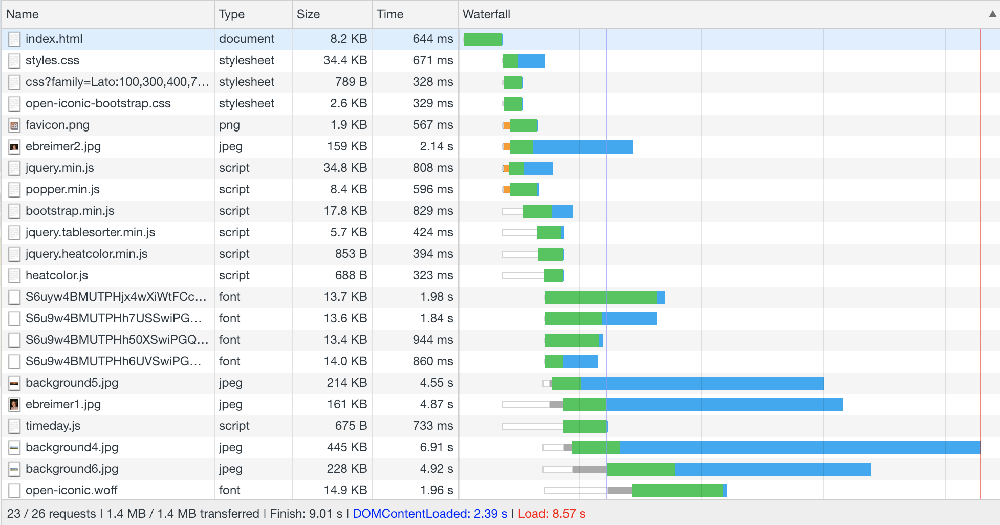 Name Type Size Time Waterfall ▲
index.html document 8.2 KB 644 ms
styles.css stylesheet 34.4 KB 671 ms
css?family=Lato:100,300,400,7... stylesheet 789 B 328 ms
open-iconic-bootstrap.css stylesheet 2.6 KB 329 ms
EB favicon.png png 1.9 KB 567 ms
ebreimer2.jpg jpeg 159 KB 2.14 s
jquery.min.js script 34.8 KB 808 ms
popper.min.js script 8.4 KB 596 ms
bootstrap.min.js script 17.8 KB 829 ms
jquery.tablesorter.min.js script 5.7 KB 424 ms
jquery.heatcolor.min.js script 853 B 394 ms
heatcolor.js script 688 B 323 ms
S6uyw4BMUTPHjx4wXiWtFCc... font 13.7 KB 1.98 s
S6u9w4BMUTPHh7USSwiPG... font 13.6 KB 1.84 s
S6u9w4BMUTPHh50XSwiPGQ... font 13.4 KB 944 ms
S6u9w4BMUTPHh6UVSwiPG... font 14.0 KB 860 ms
background5.jpg jpeg 214 KB 4.55 s
ebreimer1.jpg jpeg 161 KB 4.87 s
timeday.js script 675 B 733 ms
background4.jpg jpeg 445 KB 6.91 s
background6.jpg jpeg 228 KB 4.92 s
open-iconic.woff font 14.9 KB 1.96 s
23 / 26 requests | 1.4 MB / 1.4 MB transferred | Finish: 9.01 s | DOMContentLoaded: 2.39 s | Load: 8.57 s